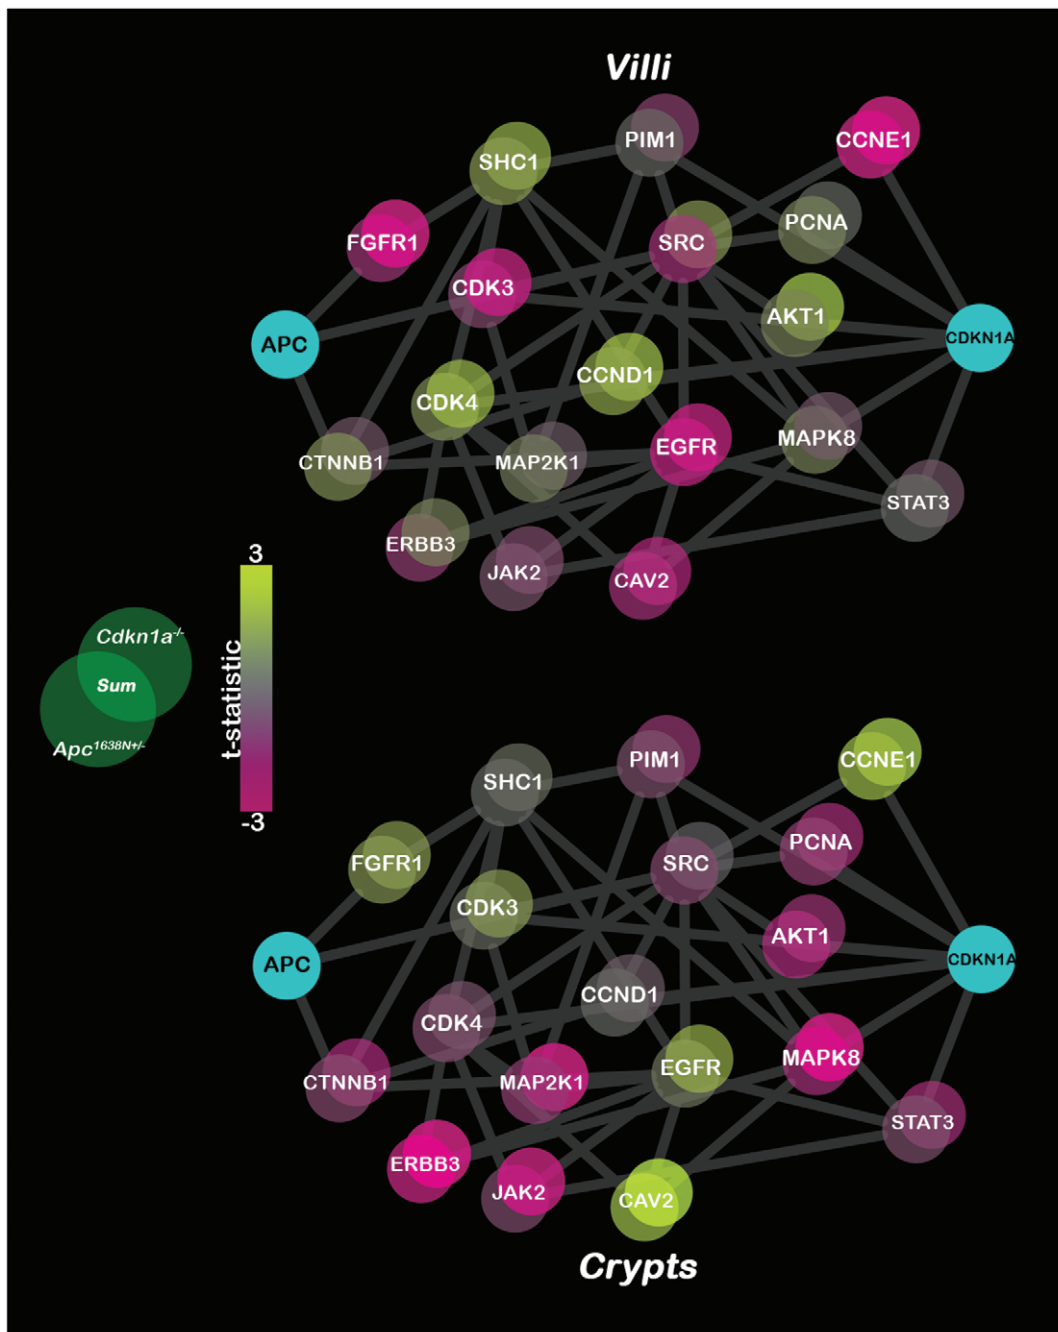 Villi
PIM1
CCNE1
SHC1
PCNA
FGFR1
SRC
CDK3
AKT1
APC
CDKN1A
CCND1
CDK4
MAPK8
EGFR
CTNNB1
MAP2K1
STAT3
ERBB3
JAK2
CAV2
3
t-statistic
-3
Cdkn1a-/-
Sum
Apc1638N+/-
PIM1
CCNE1
SHC1
PCNA
FGFR1
SRC
CDK3
AKT1
APC
CDKN1A
CCND1
CDK4
MAPK8
EGFR
CTNNB1
MAP2K1
STAT3
ERBB3
JAK2
CAV2
Crypts